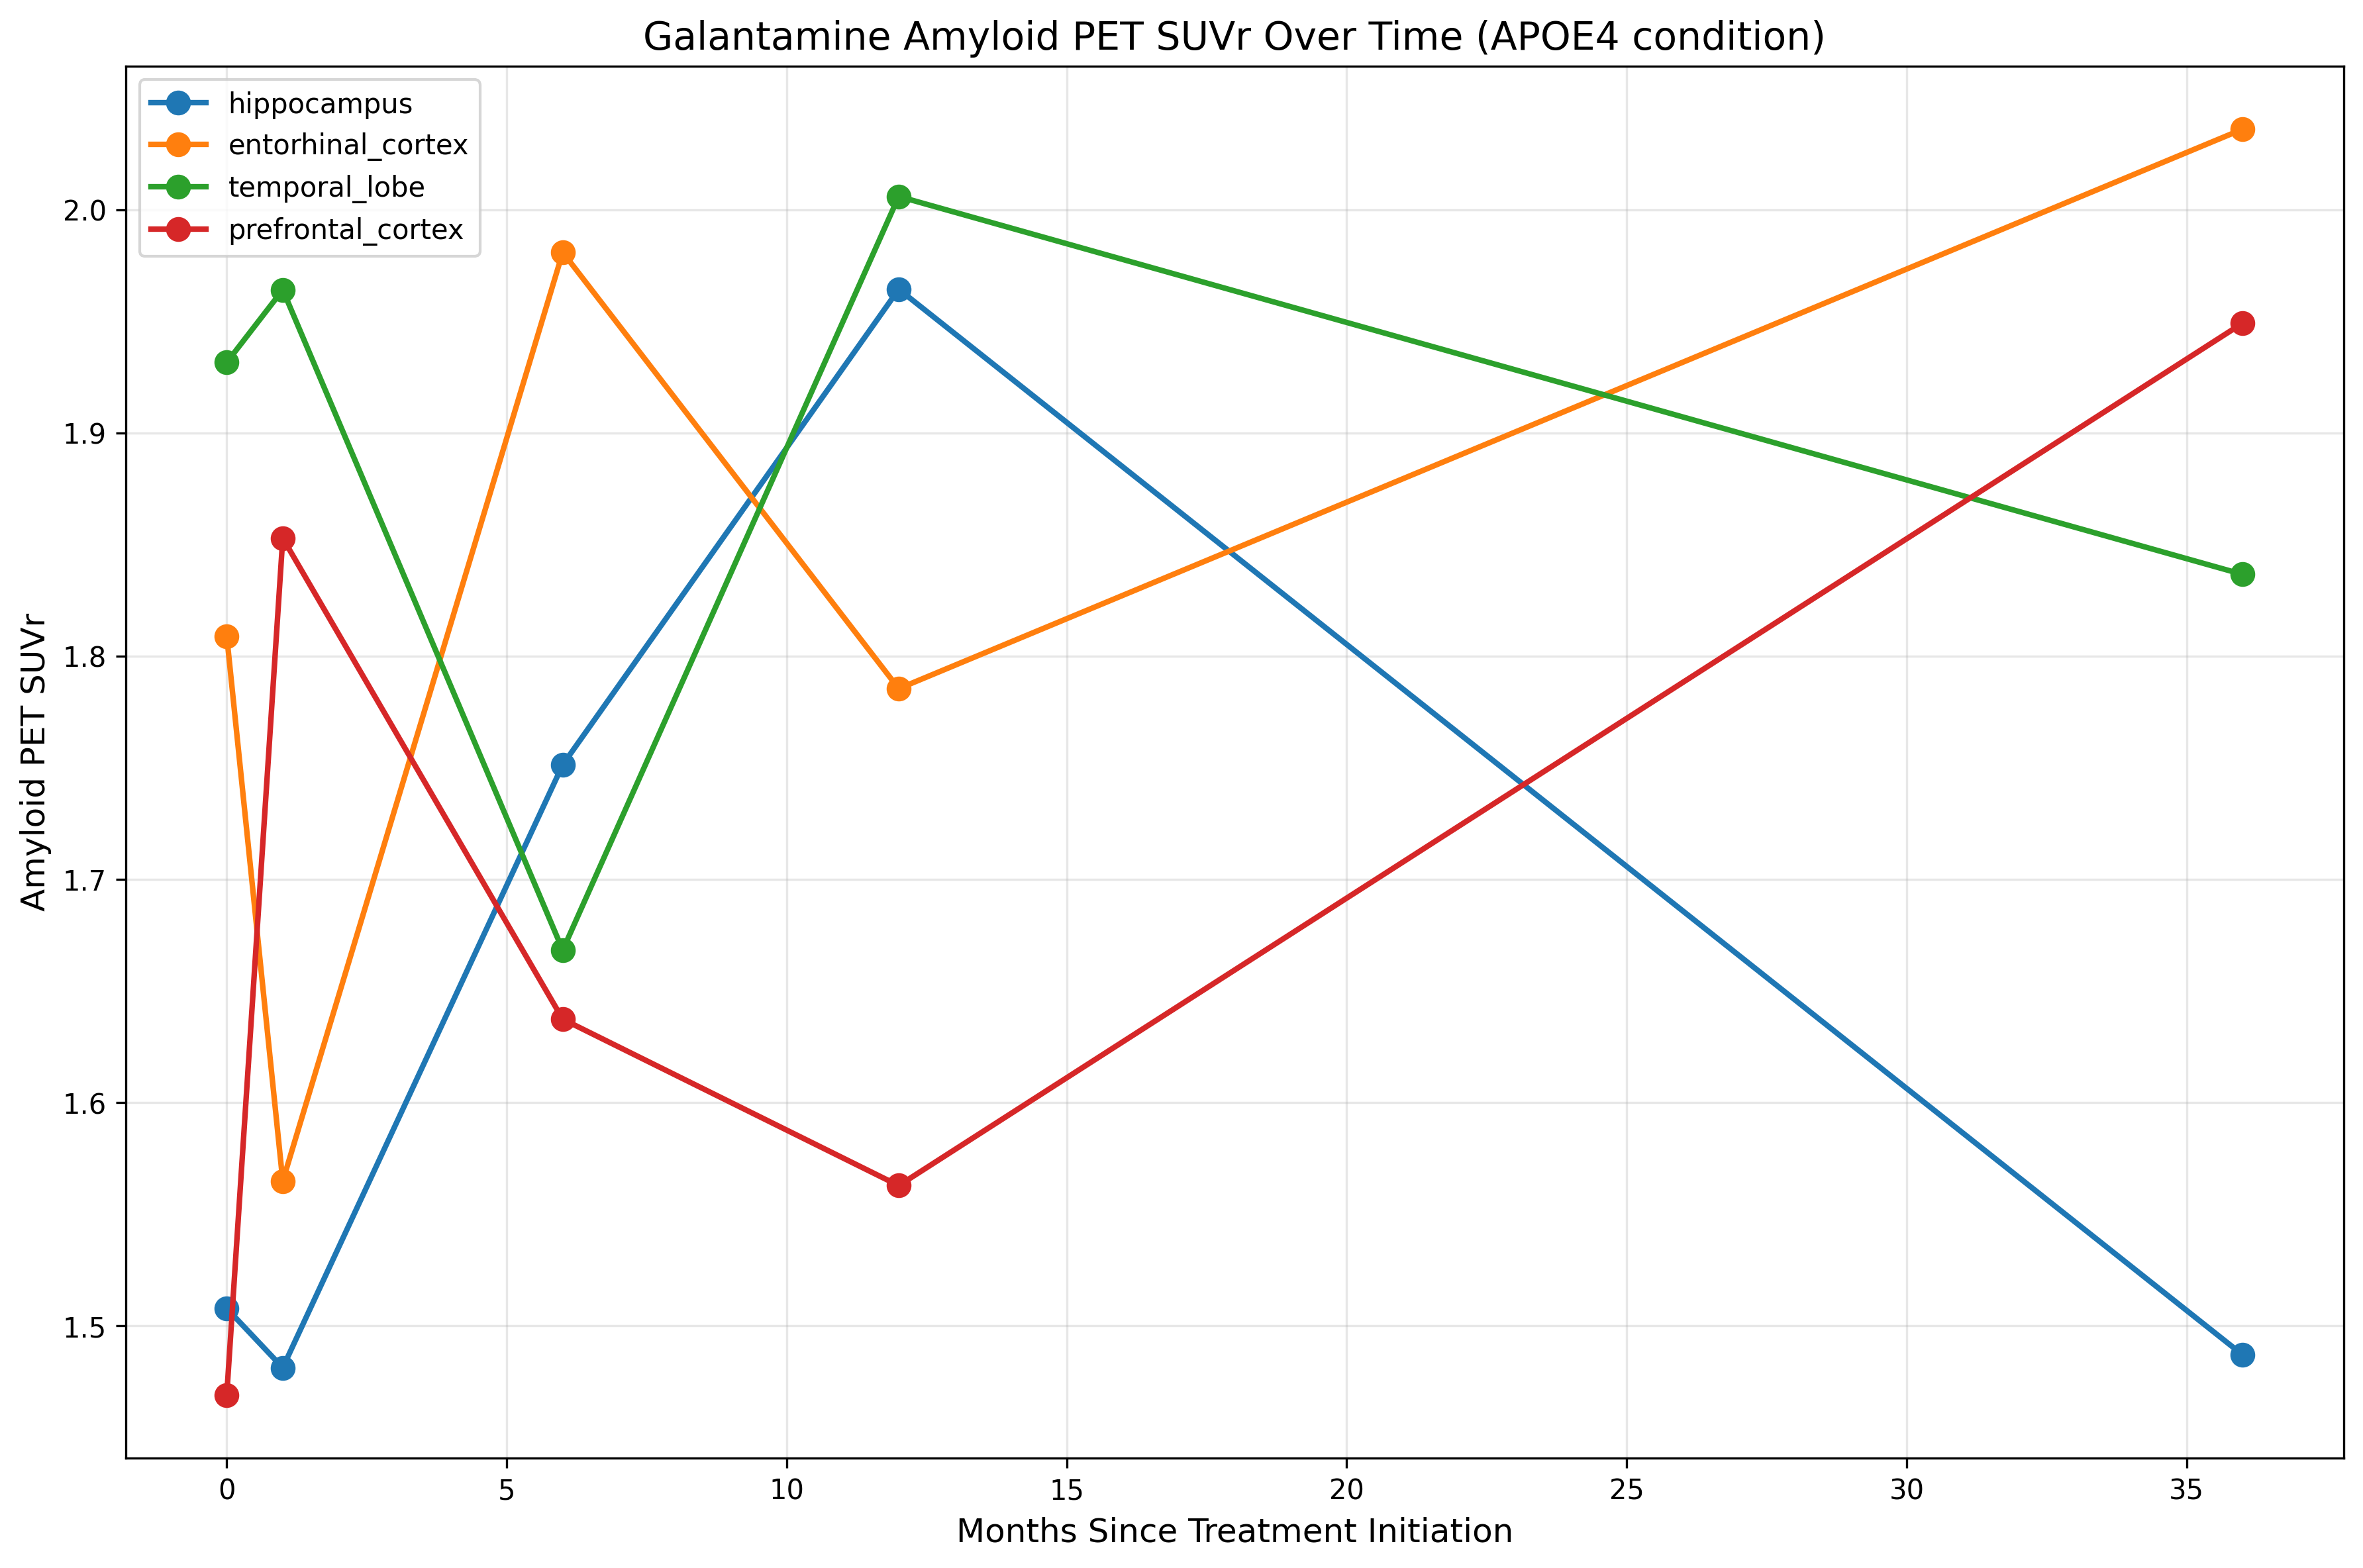 Galantamine Amyloid PET SUVr Over Time (APOE4 condition)
hippocampus
entorhinal_cortex
temporal_lobe
prefrontal_cortex
Amyloid PET SUVr
2.0
1.9
1.8
1.7
1.6
1.5
0 5 10 15 20 25 30 35
Months Since Treatment Initiation